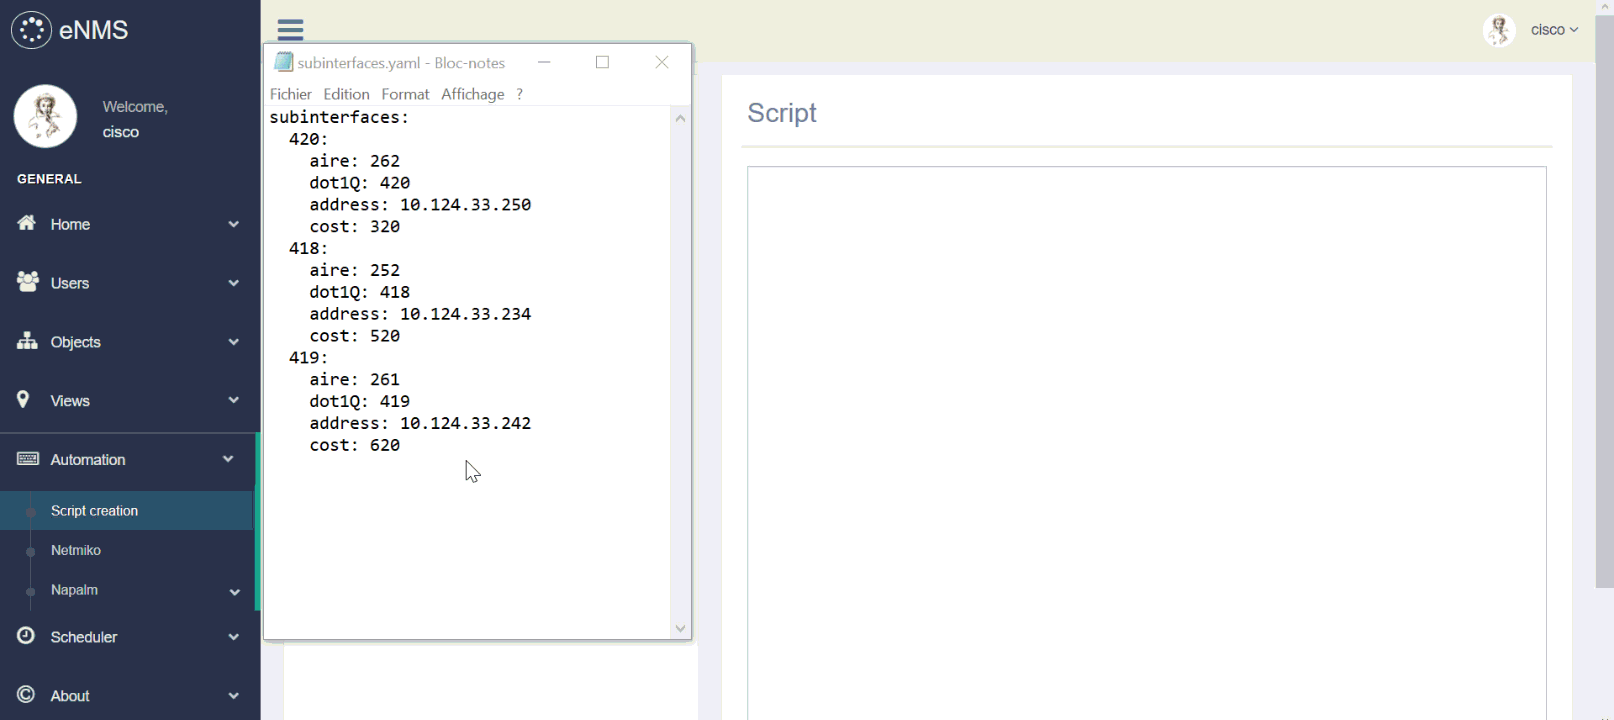 eNMS
Welcome,
cisco
GENERAL
Home
Users
Objects
Views
Automation
Script creation
Netmiko
Napalm
Scheduler
About
subinterfaces.yaml - Bloc-notes
Fichier Edition Format Affichage ?
subinterfaces:
  420:
    aire: 262
    dot1Q: 420
    address: 10.124.33.250
    cost: 320
  418:
    aire: 252
    dot1Q: 418
    address: 10.124.33.234
    cost: 520
  419:
    aire: 261
    dot1Q: 419
    address: 10.124.33.242
    cost: 620
cisco
Script